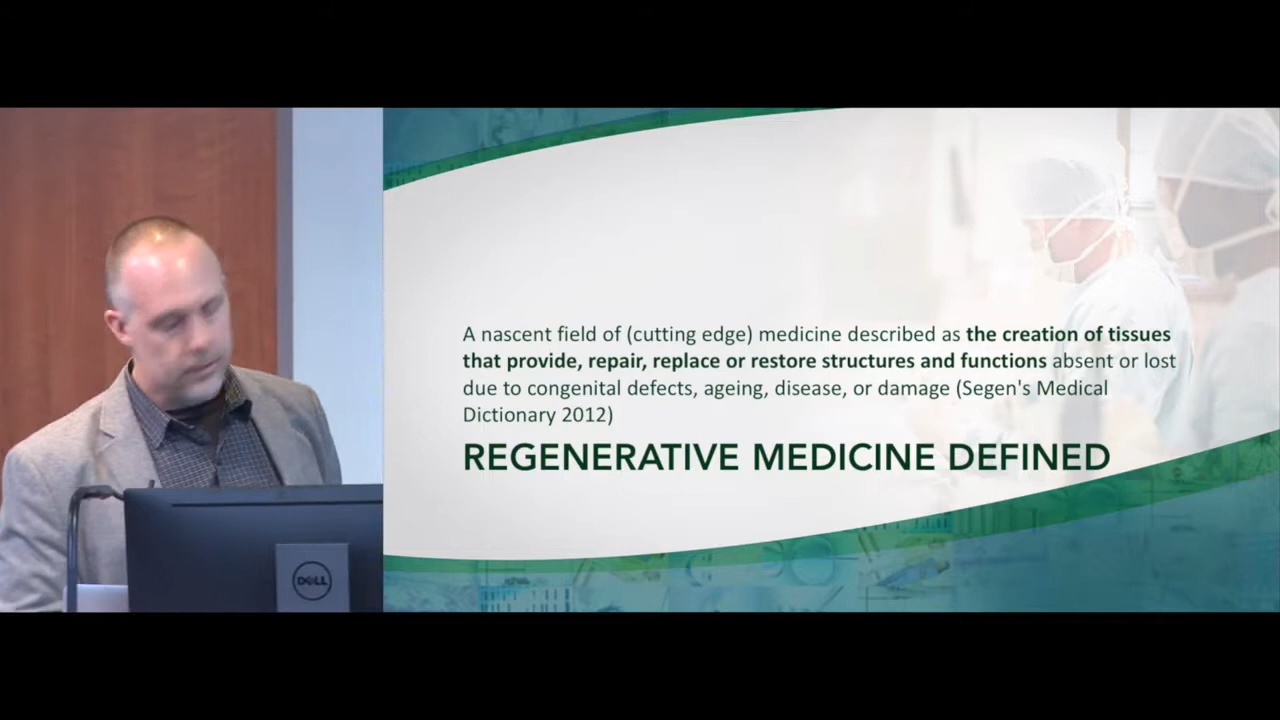 A nascent field of (cutting edge) medicine described as the creation of tissues
that provide, repair, replace or restore structures and functions absent or lost
due to congenital defects, ageing, disease, or damage (Segen's Medical
Dictionary 2012)
REGENERATIVE MEDICINE DEFINED
DELL